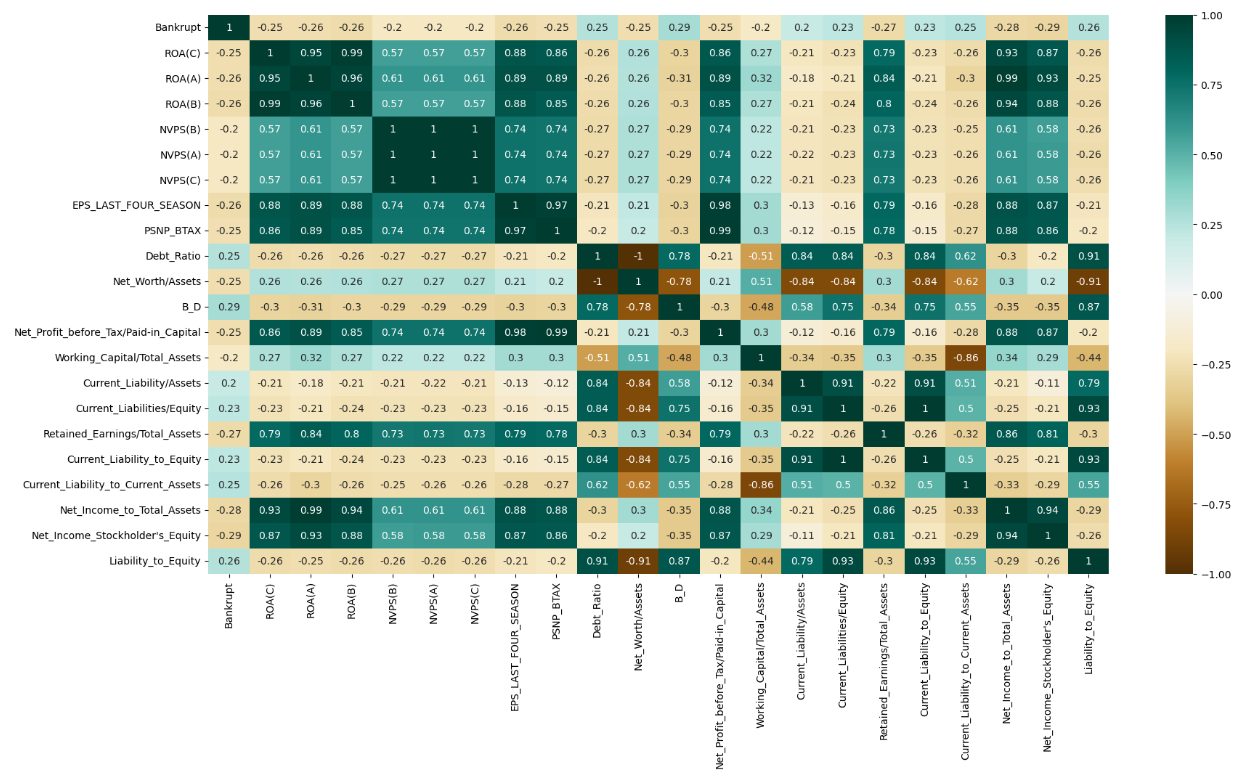 Bankrupt 1 -0.25 -0.26 -0.26 -0.2 -0.2 -0.2 -0.26 -0.25 0.25 -0.25 0.29 -0.25 -0.2 0.2 0.23 -0.27 0.23 0.25 -0.28 -0.29 0.26
ROA(C) -0.25 1 0.95 0.99 0.57 0.57 0.57 0.88 0.86 -0.26 0.26 -0.3 0.86 0.27 -0.21 -0.23 0.79 -0.23 -0.26 0.93 0.87 -0.26
ROA(A) -0.26 0.95 1 0.96 0.61 0.61 0.61 0.89 0.89 -0.26 0.26 -0.31 0.89 0.32 -0.18 -0.21 0.84 -0.21 -0.3 0.99 0.93 -0.25
ROA(B) -0.26 0.99 0.96 1 0.57 0.57 0.57 0.88 0.85 -0.26 0.26 -0.3 0.85 0.27 -0.21 -0.24 0.8 -0.24 -0.26 0.94 0.88 -0.26
NVPS(B) -0.2 0.57 0.61 0.57 1 1 1 0.74 0.74 -0.27 0.27 -0.29 0.74 0.22 -0.21 -0.23 0.73 -0.23 -0.25 0.61 0.58 -0.26
NVPS(A) -0.2 0.57 0.61 0.57 1 1 1 0.74 0.74 -0.27 0.27 -0.29 0.74 0.22 -0.22 -0.23 0.73 -0.23 -0.26 0.61 0.58 -0.26
NVPS(C) -0.2 0.57 0.61 0.57 1 1 1 0.74 0.74 -0.27 0.27 -0.29 0.74 0.22 -0.21 -0.23 0.73 -0.23 -0.26 0.61 0.58 -0.26
EPS_LAST_FOUR_SEASON -0.26 0.88 0.89 0.88 0.74 0.74 0.74 1 0.97 -0.21 0.21 -0.3 0.98 0.3 -0.13 -0.16 0.79 -0.16 -0.28 0.88 0.87 -0.21
PSNP_BTAX -0.25 0.86 0.89 0.85 0.74 0.74 0.74 0.97 1 -0.2 0.2 -0.3 0.99 0.3 -0.12 -0.15 0.78 -0.15 -0.27 0.88 0.86 -0.2
Debt_Ratio 0.25 -0.26 -0.26 -0.26 -0.27 -0.27 -0.27 -0.21 -0.2 1 -1 0.78 -0.21 -0.51 0.84 0.84 -0.3 0.84 0.62 -0.3 -0.2 0.91
Net_Worth/Assets -0.25 0.26 0.26 0.26 0.27 0.27 0.27 0.21 0.2 -1 1 -0.78 0.21 0.51 -0.84 -0.84 0.3 -0.84 -0.62 0.3 0.2 -0.91
B_D 0.29 -0.3 -0.31 -0.3 -0.29 -0.29 -0.29 -0.3 -0.3 0.78 -0.78 1 -0.3 -0.48 0.58 0.75 -0.34 0.75 0.55 -0.35 -0.35 0.87
Net_Profit_before_Tax/Paid-in_Capital -0.25 0.86 0.89 0.85 0.74 0.74 0.74 0.98 0.99 -0.21 0.21 -0.3 1 0.3 -0.12 -0.16 0.79 -0.16 -0.28 0.88 0.87 -0.2
Working_Capital/Total_Assets -0.2 0.27 0.32 0.27 0.22 0.22 0.22 0.3 0.3 -0.51 0.51 -0.48 0.3 1 -0.34 -0.35 0.3 -0.35 -0.86 0.34 0.29 -0.44
Current_Liability/Assets 0.2 -0.21 -0.18 -0.21 -0.21 -0.22 -0.21 -0.13 -0.12 0.84 -0.84 0.58 -0.12 -0.34 1 0.91 -0.22 0.91 0.51 -0.21 -0.11 0.79
Current_Liabilities/Equity 0.23 -0.23 -0.21 -0.24 -0.23 -0.23 -0.23 -0.16 -0.15 0.84 -0.84 0.75 -0.16 -0.35 0.91 1 -0.26 1 0.5 -0.25 -0.21 0.93
Retained_Earnings/Total_Assets -0.27 0.79 0.84 0.8 0.73 0.73 0.73 0.79 0.78 -0.3 0.3 -0.34 0.79 0.3 -0.22 -0.26 1 -0.26 -0.32 0.86 0.81 -0.3
Current_Liability_to_Equity 0.23 -0.23 -0.21 -0.24 -0.23 -0.23 -0.23 -0.16 -0.15 0.84 -0.84 0.75 -0.16 -0.35 0.91 1 -0.26 1 0.5 -0.25 -0.21 0.93
Current_Liability_to_Current_Assets 0.25 -0.26 -0.3 -0.26 -0.25 -0.26 -0.26 -0.28 -0.27 0.62 -0.62 0.55 -0.28 -0.86 0.51 0.5 -0.32 0.5 1 -0.33 -0.29 0.55
Net_Income_to_Total_Assets -0.28 0.93 0.99 0.94 0.61 0.61 0.61 0.88 0.88 -0.3 0.3 -0.35 0.88 0.34 -0.21 -0.25 0.86 -0.25 -0.33 1 0.94 -0.29
Net_Income_Stockholder's_Equity -0.29 0.87 0.93 0.88 0.58 0.58 0.58 0.87 0.86 -0.2 0.2 -0.35 0.87 0.29 -0.11 -0.21 0.81 -0.21 -0.29 0.94 1 -0.26
Liability_to_Equity 0.26 -0.26 -0.25 -0.26 -0.26 -0.26 -0.26 -0.21 -0.2 0.91 -0.91 0.87 -0.2 -0.44 0.79 0.93 -0.3 0.93 0.55 -0.29 -0.26 1
Bankrupt
ROA(C)
ROA(A)
ROA(B)
NVPS(B)
NVPS(A)
NVPS(C)
EPS_LAST_FOUR_SEASON
PSNP_BTAX
Debt_Ratio
Net_Worth/Assets
B_D
Net_Profit_before_Tax/Paid-in_Capital
Working_Capital/Total_Assets
Current_Liability/Assets
Current_Liabilities/Equity
Retained_Earnings/Total_Assets
Current_Liability_to_Equity
Current_Liability_to_Current_Assets
Net_Income_to_Total_Assets
Net_Income_Stockholder's_Equity
Liability_to_Equity
1.00
0.75
0.50
0.25
0.00
−0.25
−0.50
−0.75
−1.00